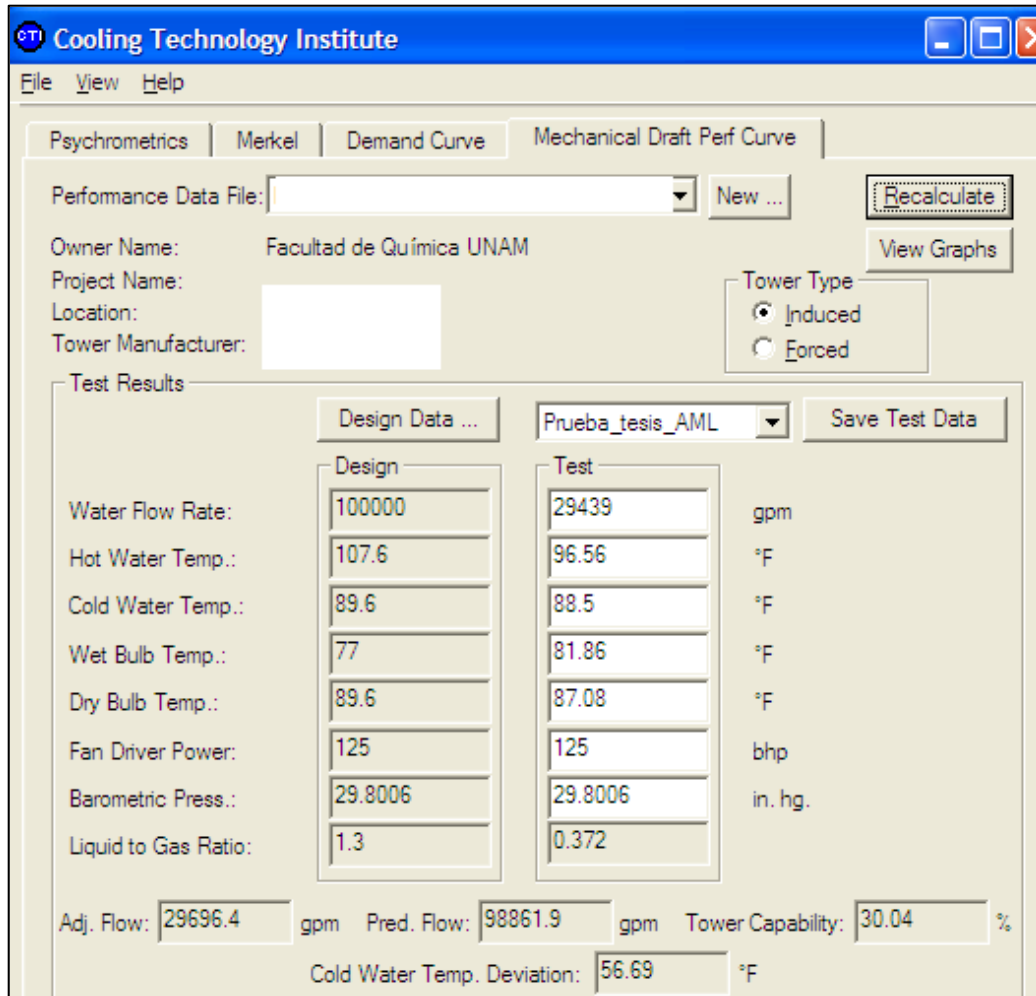 CTI Cooling Technology Institute
File View Help
Psychrometrics Merkel Demand Curve Mechanical Draft Perf Curve
Performance Data File: New ... Recalculate
Owner Name: Facultad de Química UNAM View Graphs
Project Name: Tower Type
Location: Induced
Tower Manufacturer: Forced
Test Results
Design Data ... Prueba_tesis_AML Save Test Data
Design Test
Water Flow Rate: 100000 29439 gpm
Hot Water Temp.: 107.6 96.56 °F
Cold Water Temp.: 89.6 88.5 °F
Wet Bulb Temp.: 77 81.86 °F
Dry Bulb Temp.: 89.6 87.08 °F
Fan Driver Power: 125 125 bhp
Barometric Press.: 29.8006 29.8006 in. hg.
Liquid to Gas Ratio: 1.3 0.372
Adj. Flow: 29696.4 gpm Pred. Flow: 98861.9 gpm Tower Capability: 30.04 %
Cold Water Temp. Deviation: 56.69 °F